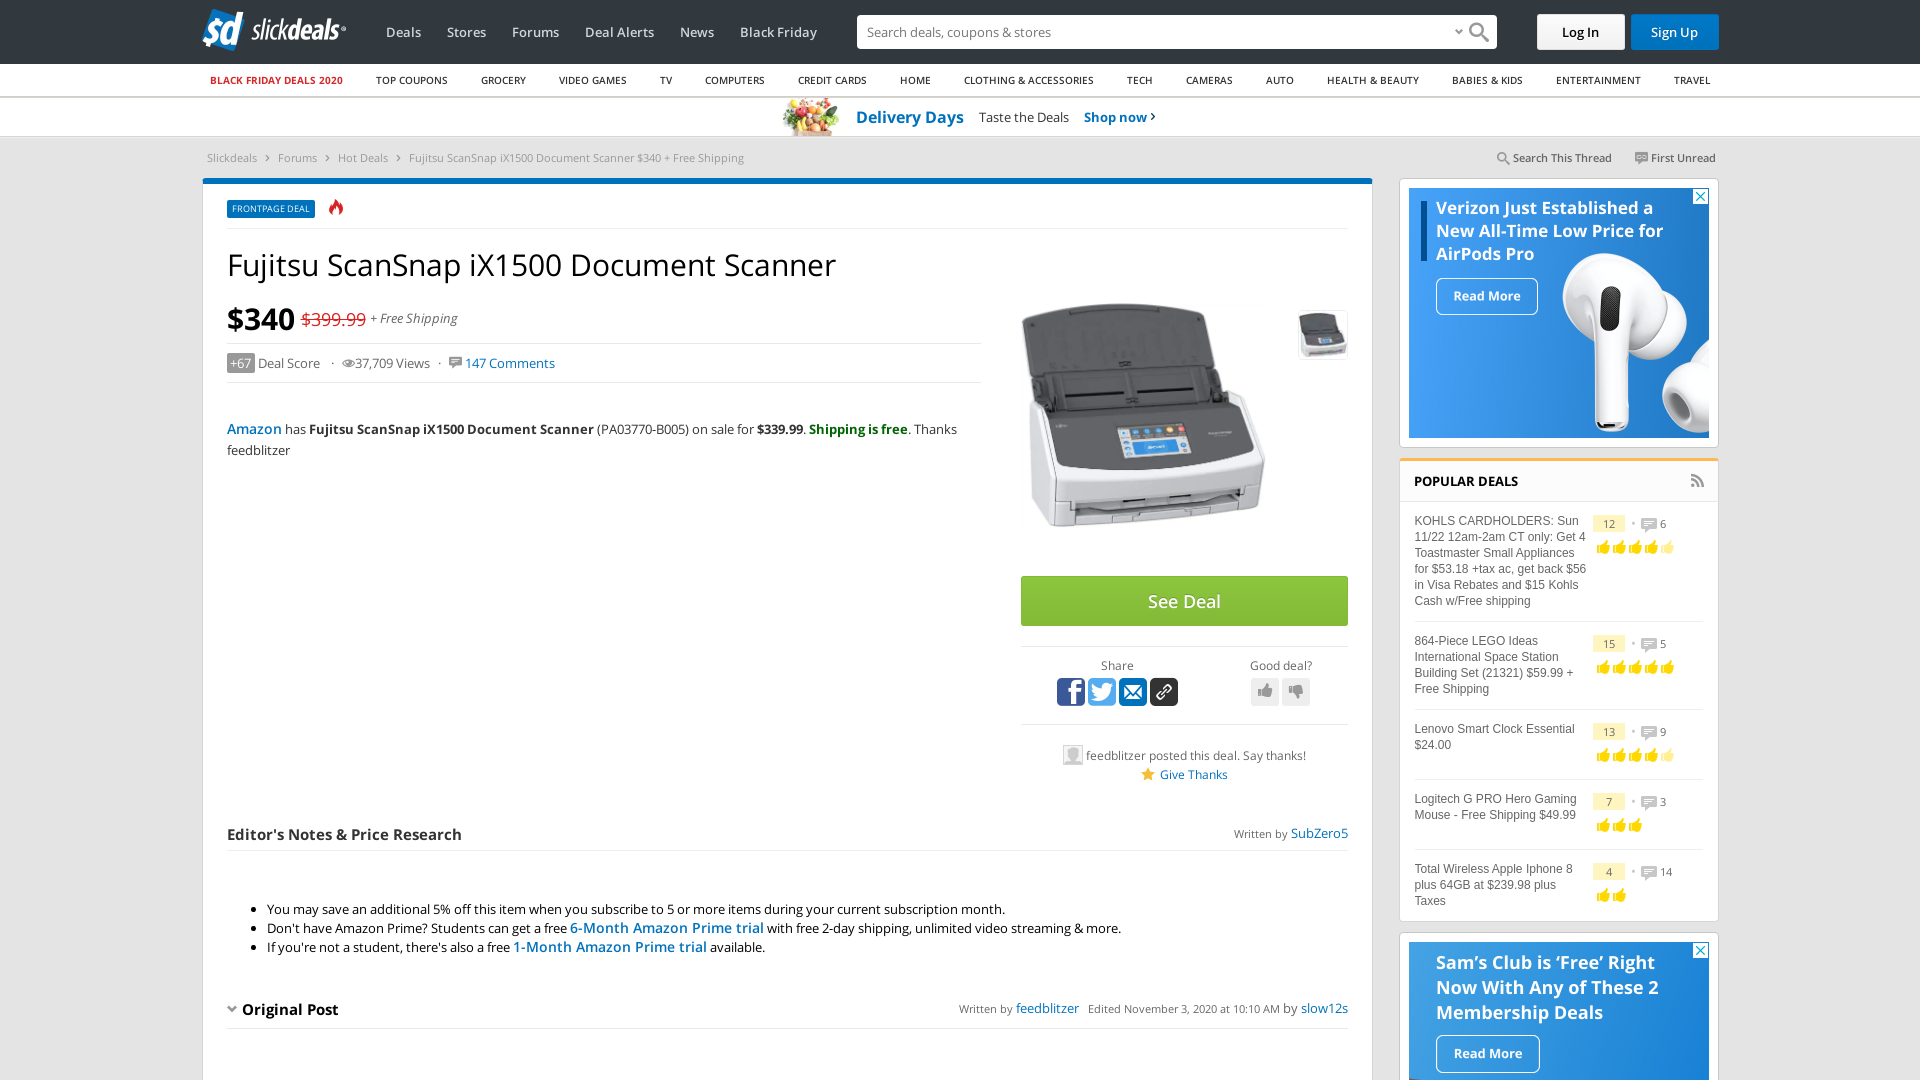 sd slickdeals
Deals Stores Forums Deal Alerts News Black Friday
Search deals, coupons & stores
Log In Sign Up
BLACK FRIDAY DEALS 2020 TOP COUPONS GROCERY VIDEO GAMES TV COMPUTERS CREDIT CARDS HOME CLOTHING & ACCESSORIES TECH CAMERAS AUTO HEALTH & BEAUTY BABIES & KIDS ENTERTAINMENT TRAVEL
Delivery Days Taste the Deals Shop now ›
Slickdeals › Forums › Hot Deals › Fujitsu ScanSnap iX1500 Document Scanner $340 + Free Shipping
Search This Thread First Unread
FRONTPAGE DEAL
Fujitsu ScanSnap iX1500 Document Scanner
$340 $399.99 + Free Shipping
+67 Deal Score · 37,709 Views · 147 Comments
Amazon has Fujitsu ScanSnap iX1500 Document Scanner (PA03770-B005) on sale for $339.99. Shipping is free. Thanks
feedblitzer
See Deal
Share
Good deal?
feedblitzer posted this deal. Say thanks!
Give Thanks
Editor's Notes & Price Research
Written by SubZero5
• You may save an additional 5% off this item when you subscribe to 5 or more items during your current subscription month.
• Don't have Amazon Prime? Students can get a free 6-Month Amazon Prime trial with free 2-day shipping, unlimited video streaming & more.
• If you're not a student, there's also a free 1-Month Amazon Prime trial available.
Original Post
Written by feedblitzer Edited November 3, 2020 at 10:10 AM by slow12s
Verizon Just Established a
New All-Time Low Price for
AirPods Pro
Read More
POPULAR DEALS
KOHLS CARDHOLDERS: Sun
11/22 12am-2am CT only: Get 4
Toastmaster Small Appliances
for $53.18 +tax ac, get back $56
in Visa Rebates and $15 Kohls
Cash w/Free shipping
12 • 6
864-Piece LEGO Ideas
International Space Station
Building Set (21321) $59.99 +
Free Shipping
15 • 5
Lenovo Smart Clock Essential
$24.00
13 • 9
Logitech G PRO Hero Gaming
Mouse - Free Shipping $49.99
7 • 3
Total Wireless Apple Iphone 8
plus 64GB at $239.98 plus
Taxes
4 • 14
Sam's Club is ‘Free’ Right
Now With Any of These 2
Membership Deals
Read More